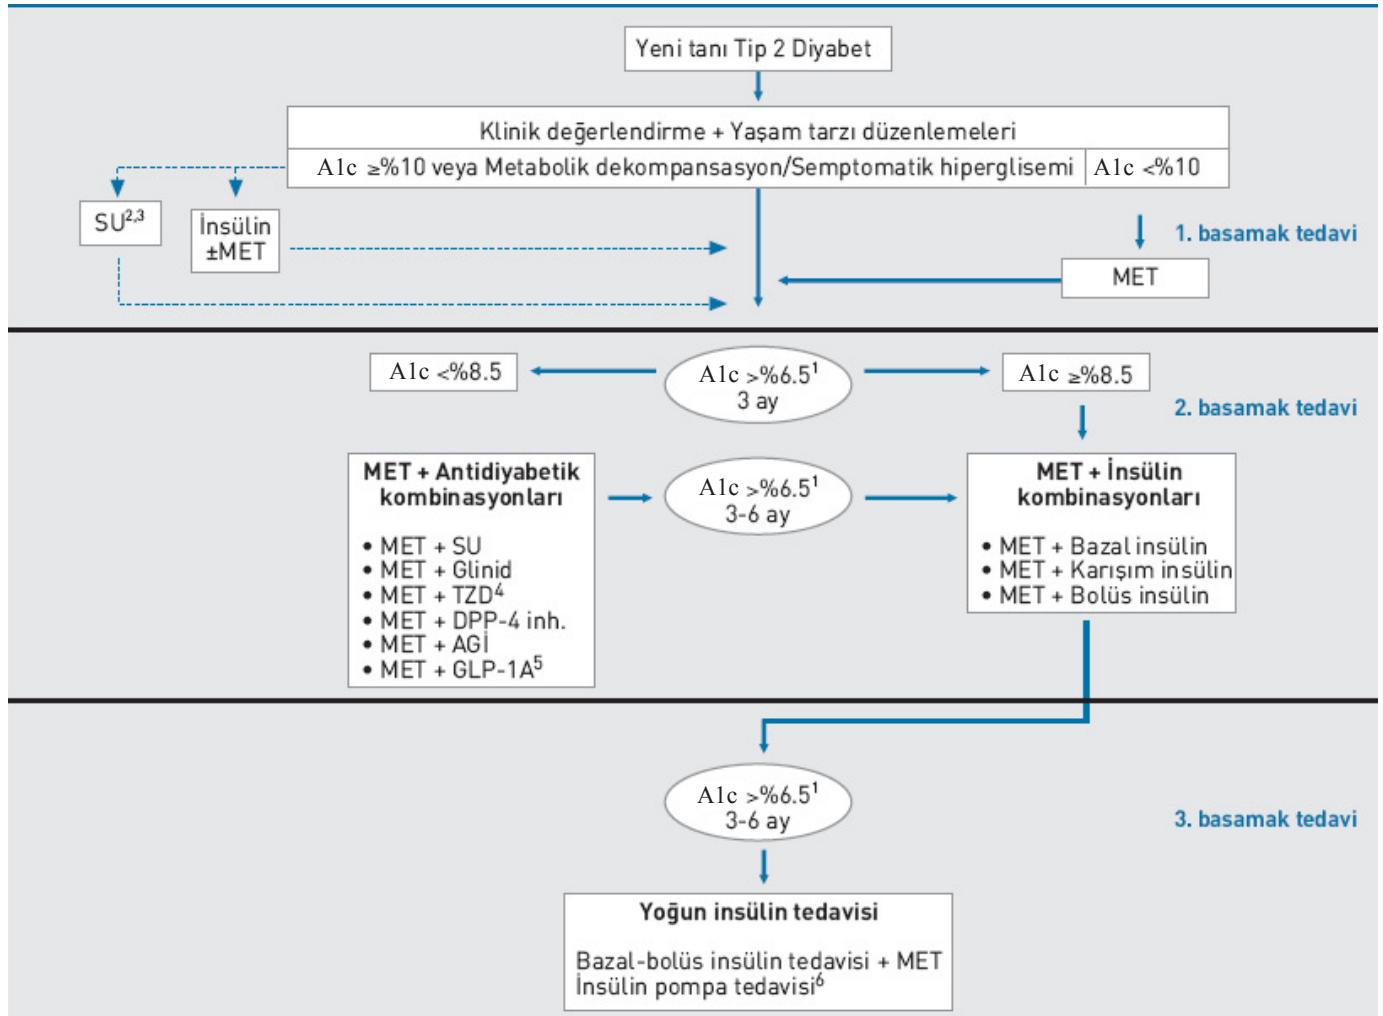 Yeni tanı Tip 2 Diyabet
Klinik değerlendirme + Yaşam tarzı düzenlemeleri
A1c ≥%10 veya Metabolik dekompansasyon/Semptomatik hiperglisemi
A1c <%10
SU2,3
İnsülin
±MET
1. basamak tedavi
MET
A1c <%8.5
A1c >%6.5¹
3 ay
A1c ≥%8.5
2. basamak tedavi
MET + Antidiyabetik
kombinasyonları
• MET + SU
• MET + Glinid
• MET + TZD⁴
• MET + DPP-4 inh.
• MET + AGİ
• MET + GLP-1A⁵
A1c >%6.5¹
3-6 ay
MET + İnsülin
kombinasyonları
• MET + Bazal insülin
• MET + Karışım insülin
• MET + Bolüs insülin
A1c >%6.5¹
3-6 ay
3. basamak tedavi
Yoğun insülin tedavisi
Bazal-bolüs insülin tedavisi + MET
İnsülin pompa tedavisi⁶